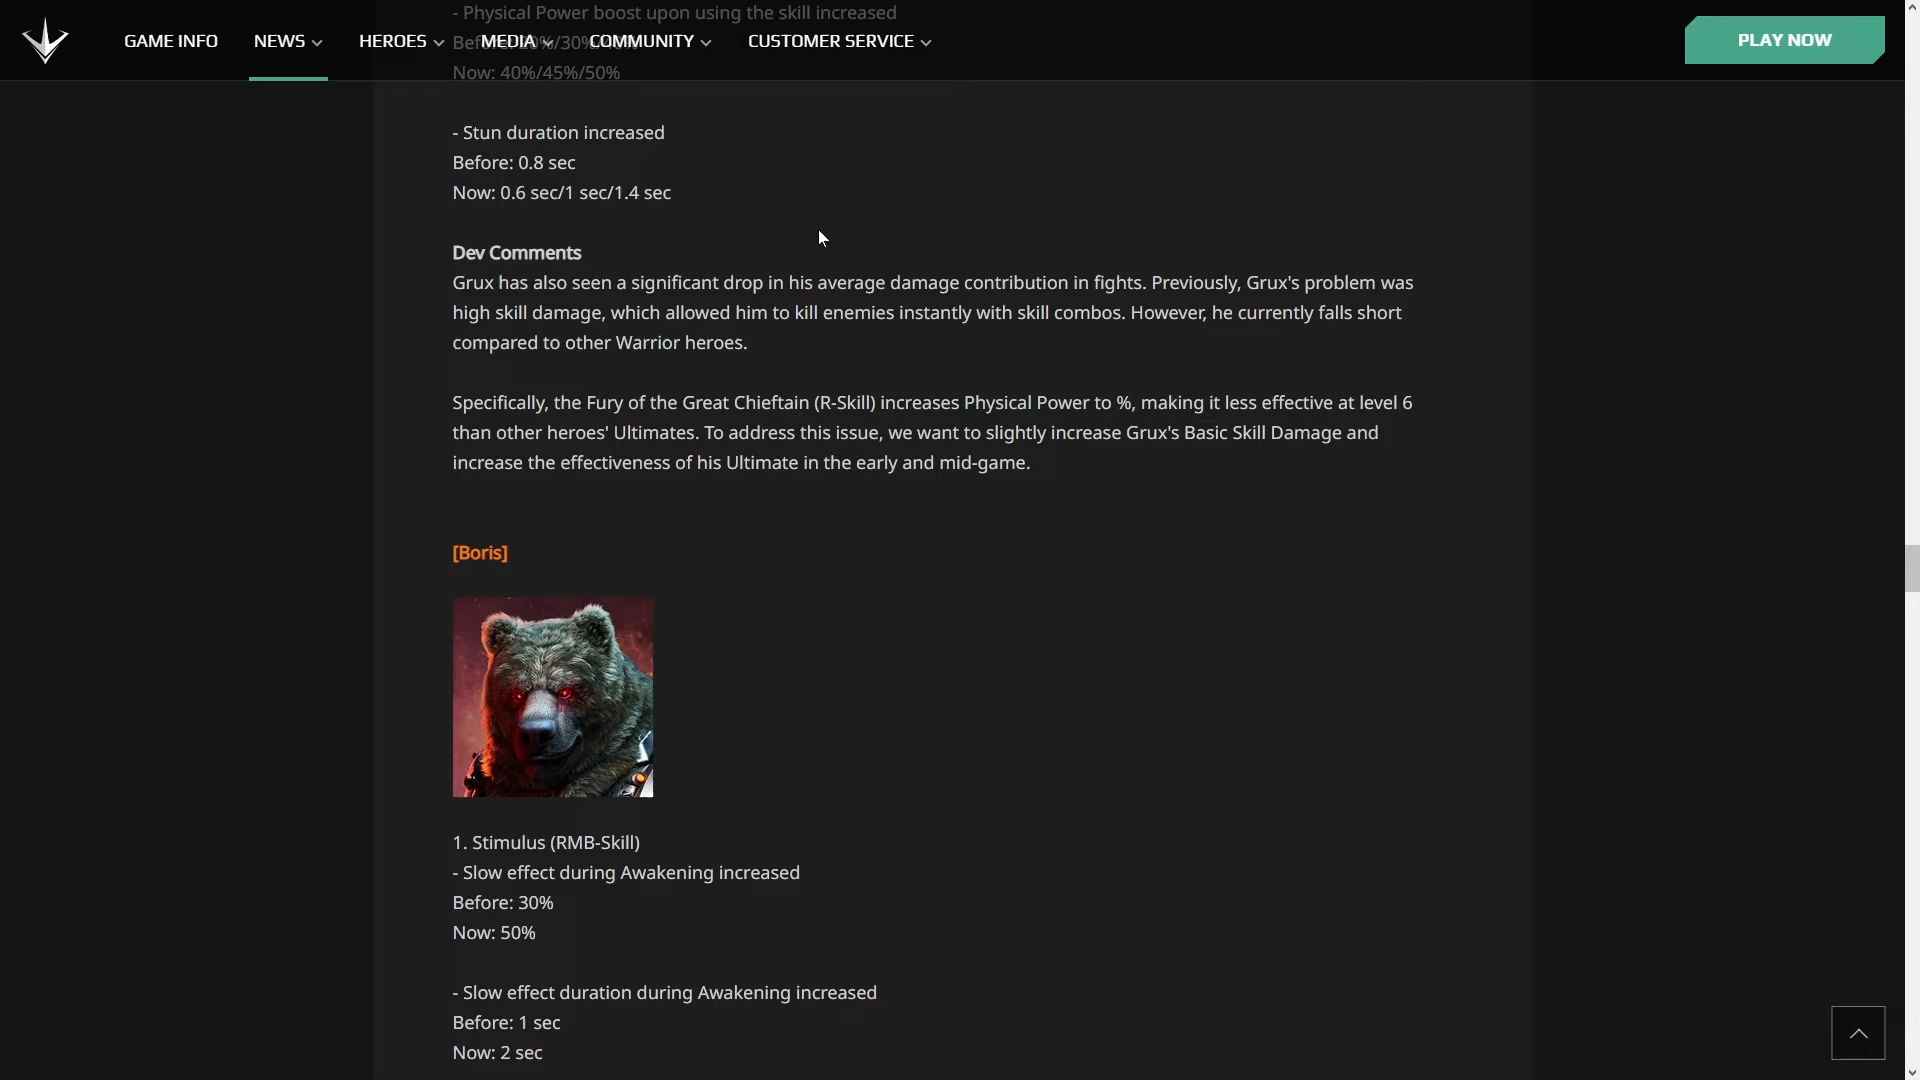 - Physical Power boost upon using the skill increased
GAME INFO NEWS HEROES MEDIA COMMUNITY CUSTOMER SERVICE PLAY NOW
Now: 40%/45%/50%
- Stun duration increased
Before: 0.8 sec
Now: 0.6 sec/1 sec/1.4 sec
Dev Comments
Grux has also seen a significant drop in his average damage contribution in fights. Previously, Grux's problem was
high skill damage, which allowed him to kill enemies instantly with skill combos. However, he currently falls short
compared to other Warrior heroes.
Specifically, the Fury of the Great Chieftain (R-Skill) increases Physical Power to %, making it less effective at level 6
than other heroes' Ultimates. To address this issue, we want to slightly increase Grux's Basic Skill Damage and
increase the effectiveness of his Ultimate in the early and mid-game.
[Boris]
1. Stimulus (RMB-Skill)
- Slow effect during Awakening increased
Before: 30%
Now: 50%
- Slow effect duration during Awakening increased
Before: 1 sec
Now: 2 sec